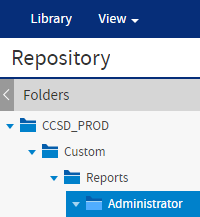 Library View
Repository
Folders
CCSD_PROD
Custom
Reports
Administrator